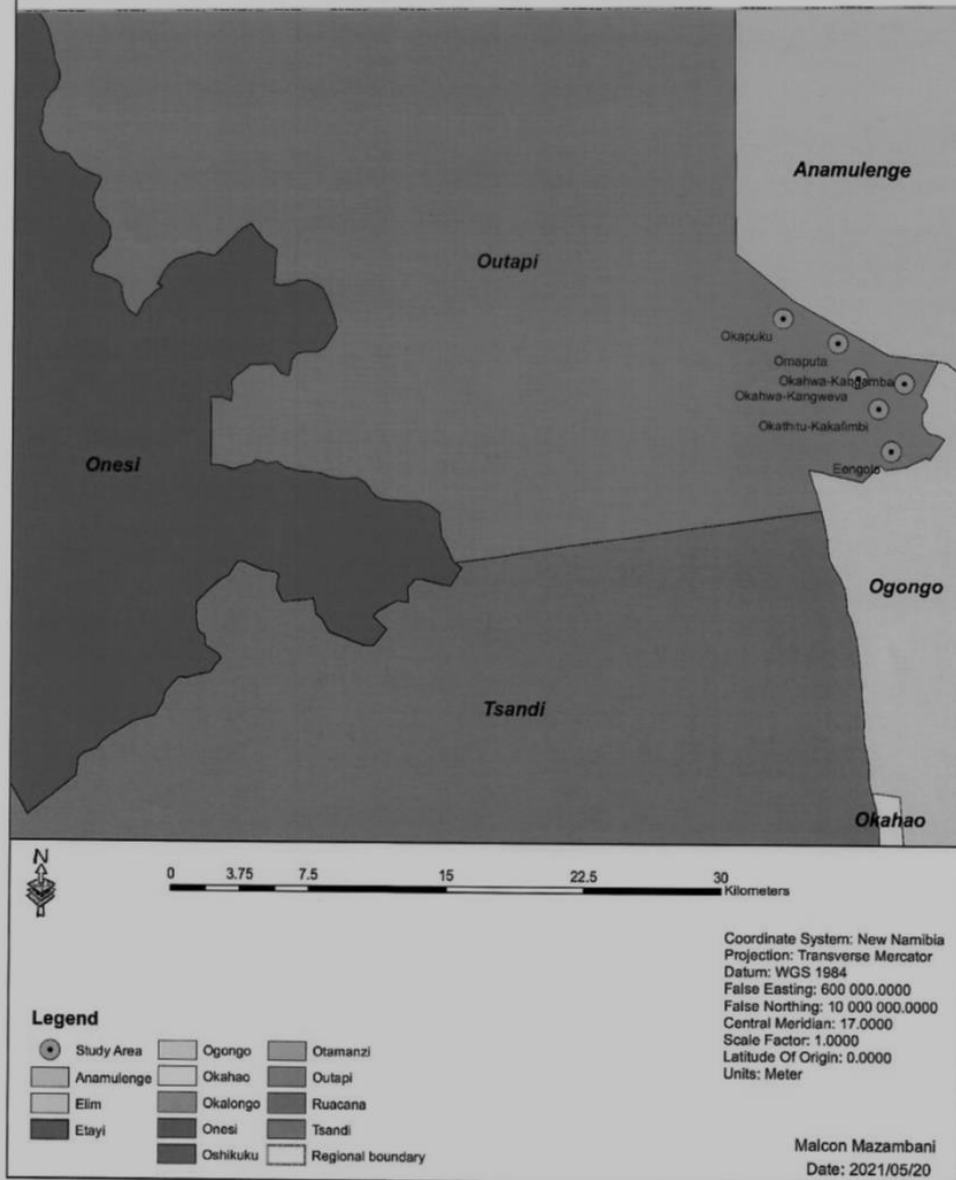 Anamulenge
Outapi
Okapuku
Omaputa
Okahwa-Kangamba
Okahwa-Kangweva
Okathitu-Kakafimbi
Eengolo
Onesi
Ogongo
Tsandi
Okahao
N
0 3.75 7.5 15 22.5 30
Kilometers
Coordinate System: New Namibia
Projection: Transverse Mercator
Datum: WGS 1984
False Easting: 600 000.0000
False Northing: 10 000 000.0000
Central Meridian: 17.0000
Scale Factor: 1.0000
Latitude Of Origin: 0.0000
Units: Meter
Legend
Study Area
Anamulenge
Elim
Etayi
Ogongo
Okahao
Okalongo
Onesi
Oshikuku
Otamanzi
Outapi
Ruacana
Tsandi
Regional boundary
Malcon Mazambani
Date: 2021/05/20